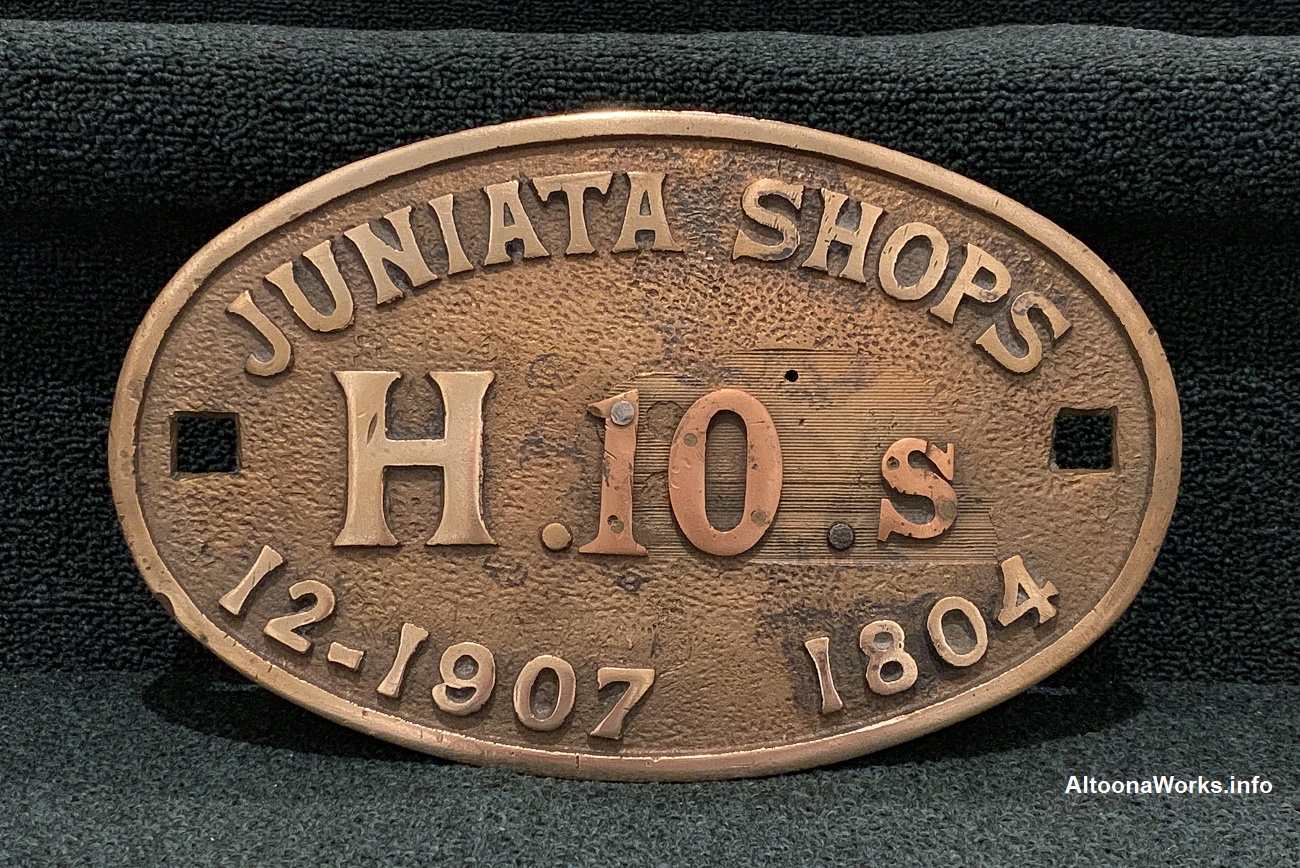 JUNIATA SHOPS
H.10.s
12-1907 1804
AltoonaWorks.info